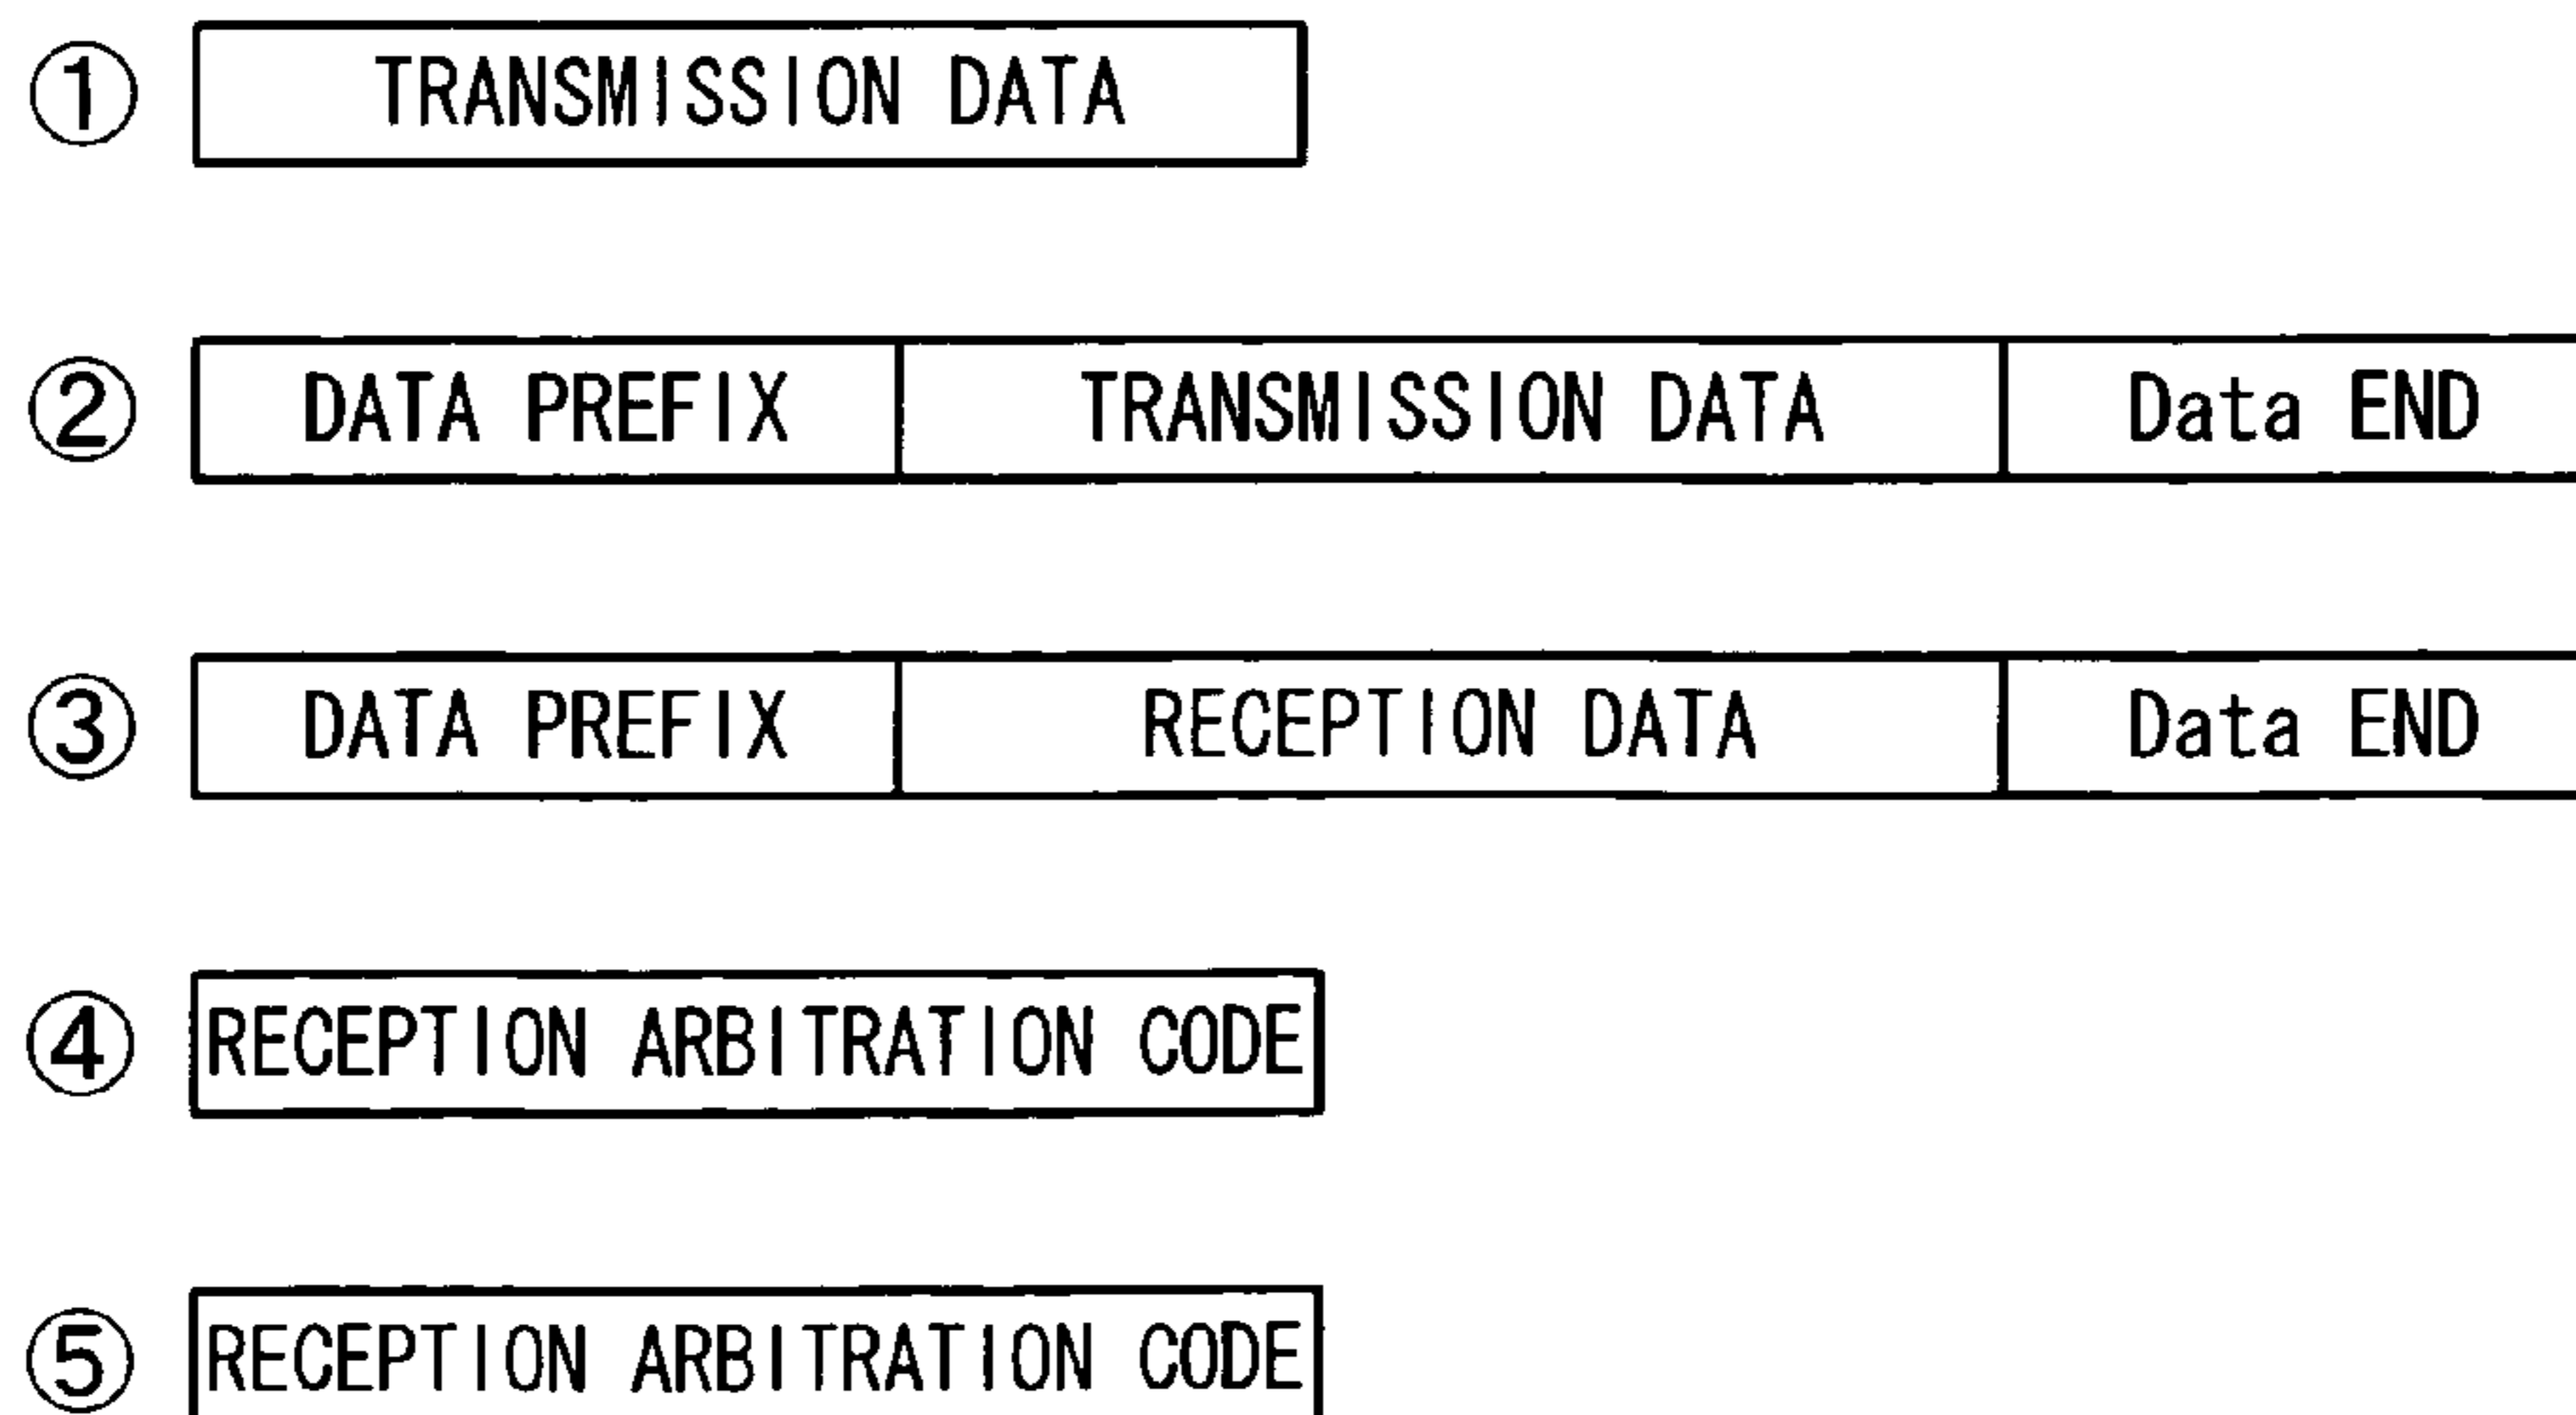 ① TRANSMISSION DATA
② DATA PREFIX TRANSMISSION DATA Data END
③ DATA PREFIX RECEPTION DATA Data END
④ RECEPTION ARBITRATION CODE
⑤ RECEPTION ARBITRATION CODE